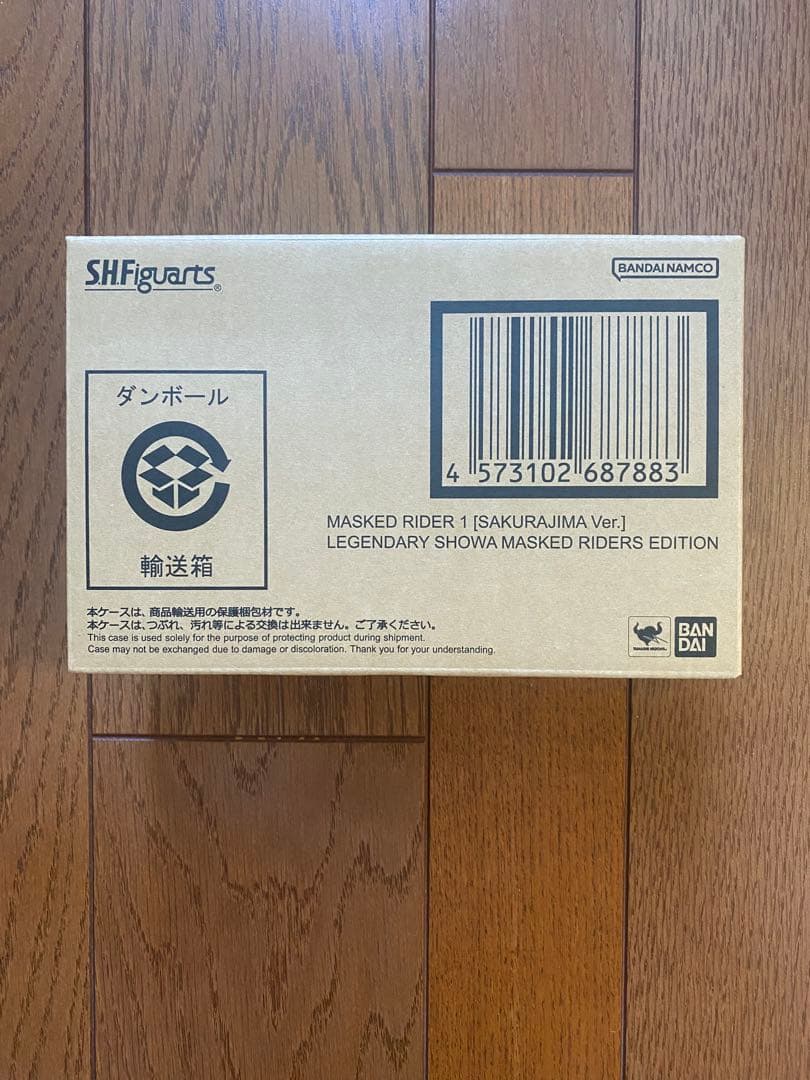 S.H.Figuarts®
BANDAI NAMCO
ダンボール
輸送箱
4 573102 687883
MASKED RIDER 1 [SAKURAJIMA Ver.]
LEGENDARY SHOWA MASKED RIDERS EDITION
本ケースは、商品輸送用の保護梱包材です。
本ケースは、つぶれ、汚れ等による交換は出来ません。ご了承ください。
This case is used solely for the purpose of protecting product during shipment.
Case may not be exchanged due to damage or discoloration. Thank you for your understanding.
TAMASHII NATIONS
BAN
DAI